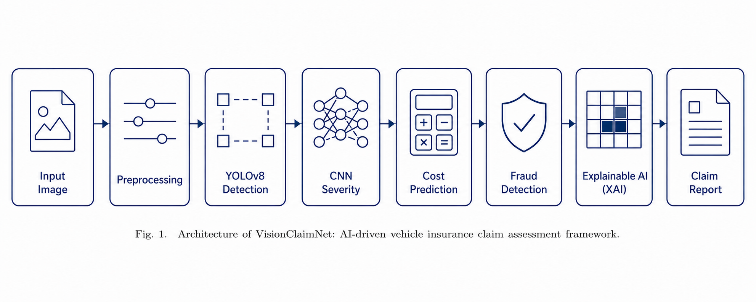 Input
Image
Preprocessing
YOLOv8
Detection
CNN
Severity
Cost
Prediction
Fraud
Detection
Explainable AI
(XAI)
Claim
Report
Fig. 1. Architecture of VisionClaimNet: AI-driven vehicle insurance claim assessment framework.